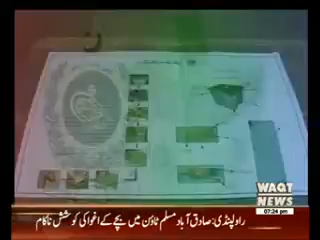 WAQT
NEWS
07:24 pm
راولپنڈی: صادق آباد مسلم ٹاؤن میں بچے کے اغوا کی کوشش ناکام